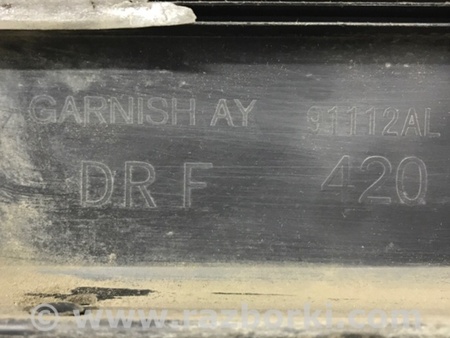 GARNISH AY 91112AL
DR F 420
© www.razborki.com